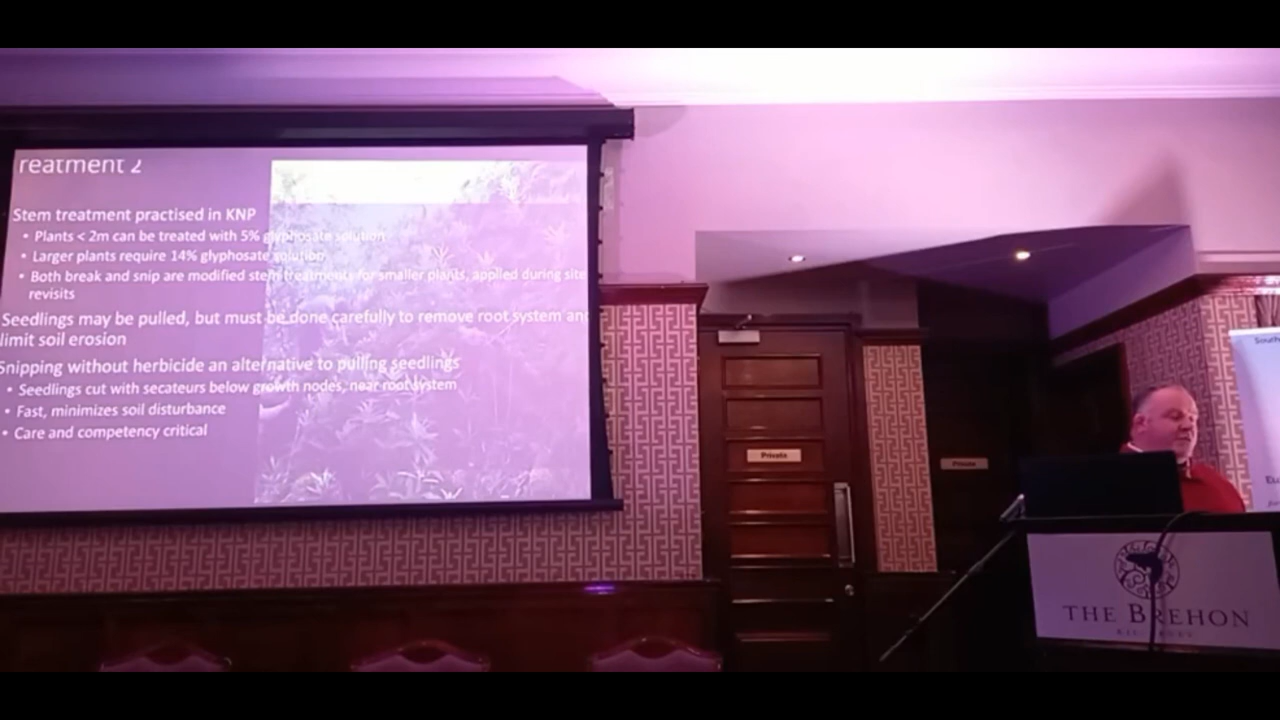 reatment 2
Stem treatment practised in KNP
• Plants < 2m can be treated with 5% glyphosate solution
• Larger plants require 14% glyphosate solution
• Both break and snip are modified stem treatments for smaller plants, applied during site
revisits
Seedlings may be pulled, but must be done carefully to remove root system and
limit soil erosion
Snipping without herbicide an alternative to pulling seedlings
• Seedlings cut with secateurs below growth nodes, near root system
• Fast, minimizes soil disturbance
• Care and competency critical
Private
Private
South
THE BREHON
KILLARNEY